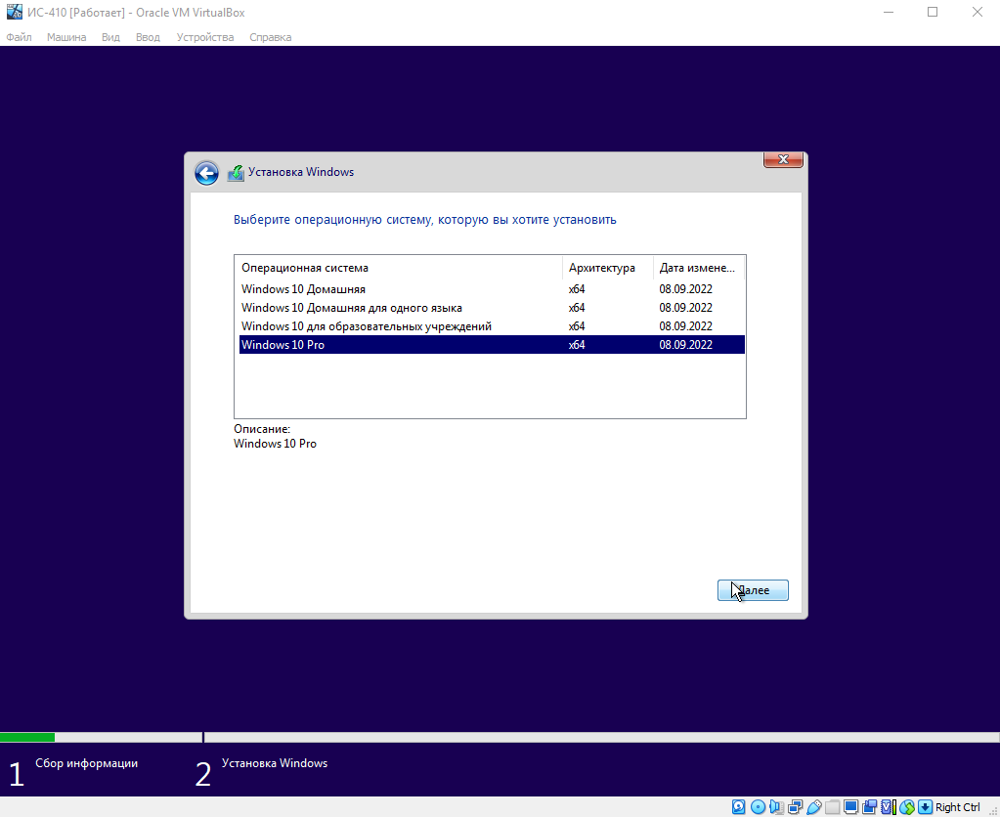 ИС-410 [Работает] - Oracle VM VirtualBox
Файл Машина Вид Ввод Устройства Справка
Установка Windows
Выберите операционную систему, которую вы хотите установить
Операционная система Архитектура Дата измене...
Windows 10 Домашняя x64 08.09.2022
Windows 10 Домашняя для одного языка x64 08.09.2022
Windows 10 для образовательных учреждений x64 08.09.2022
Windows 10 Pro x64 08.09.2022
Описание:
Windows 10 Pro
Далее
1 Сбор информации 2 Установка Windows
Right Ctrl